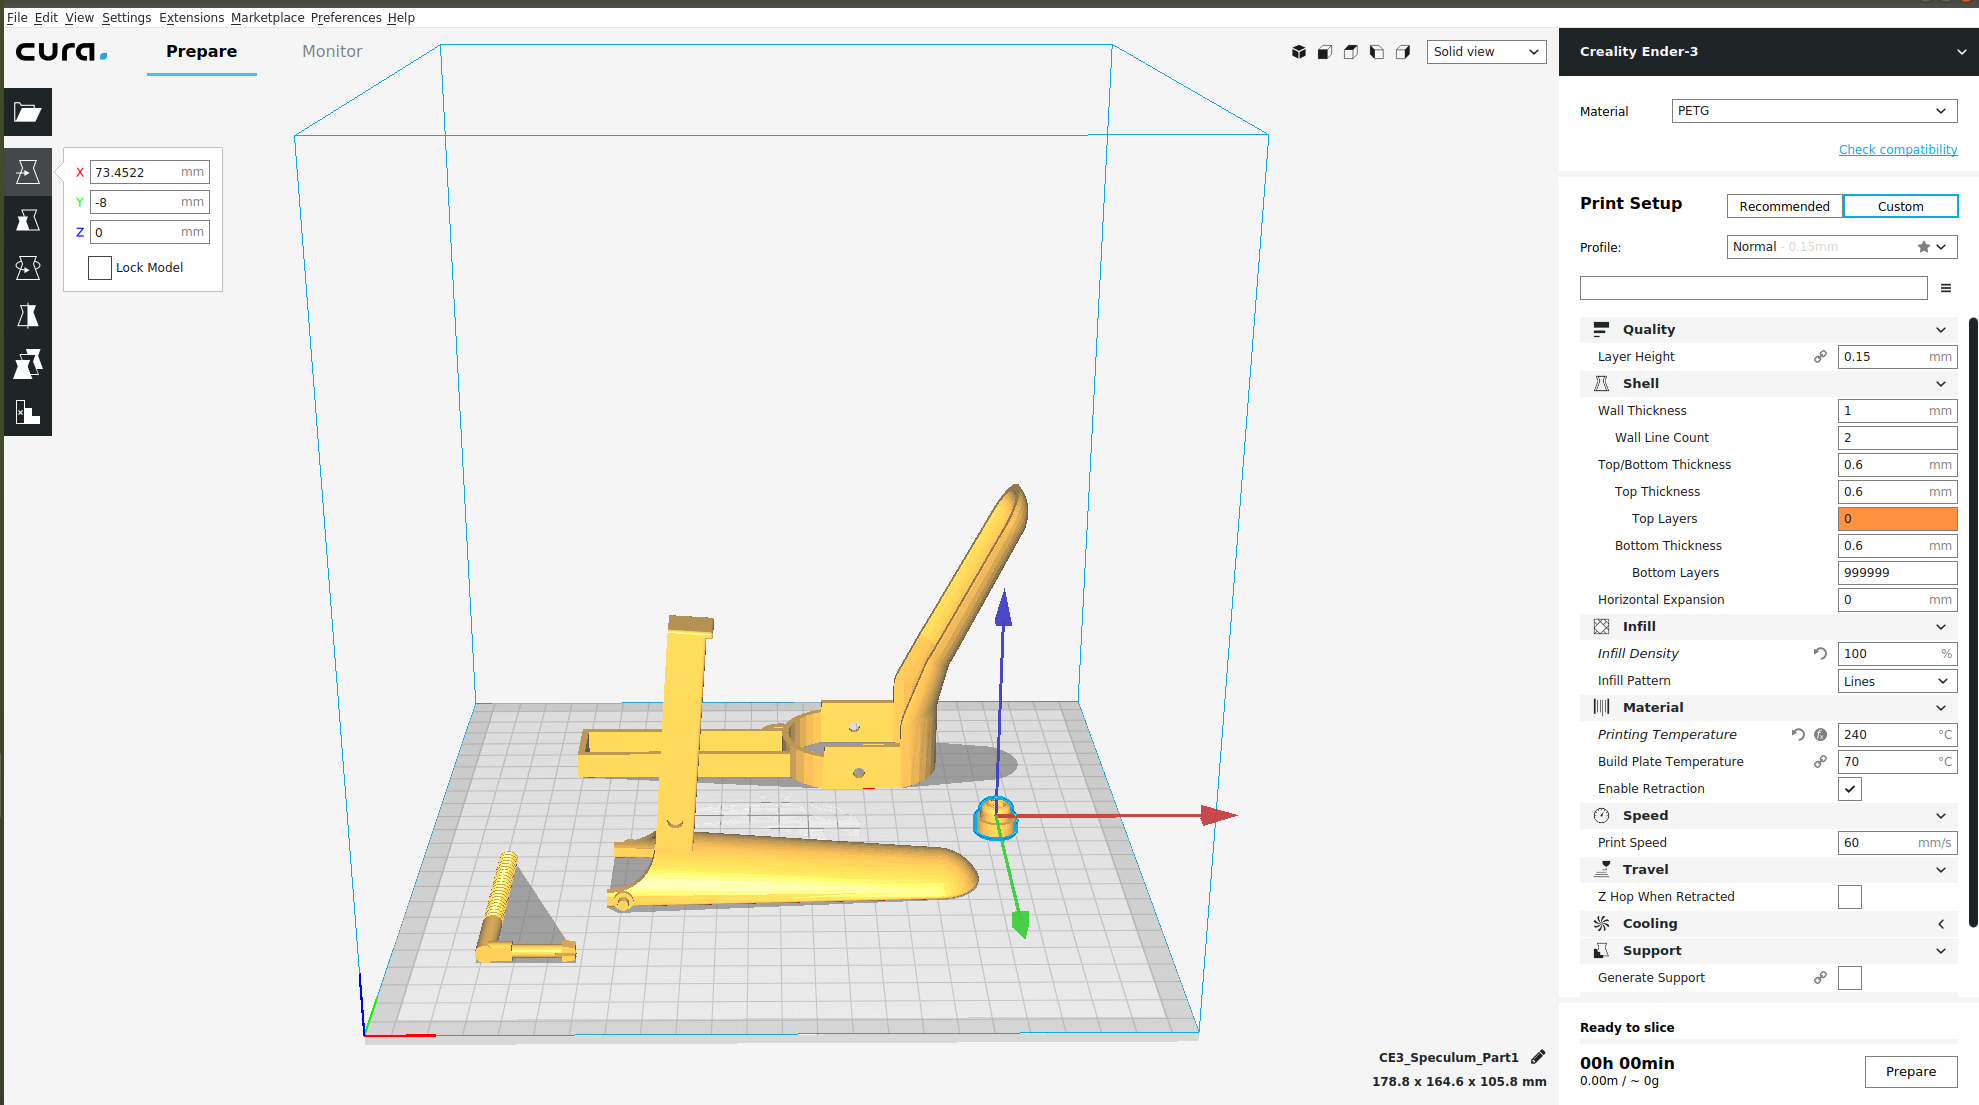 File Edit View Settings Extensions Marketplace Preferences Help
cura.
Prepare
Monitor
Solid view
Creality Ender-3
X 73.4522 mm
Y -8 mm
Z 0 mm
Lock Model
Material PETG
Check compatibility
Print Setup Recommended Custom
Profile: Normal - 0.15mm
Quality
Layer Height 0.15 mm
Shell
Wall Thickness 1 mm
Wall Line Count 2
Top/Bottom Thickness 0.6 mm
Top Thickness 0.6 mm
Top Layers 0
Bottom Thickness 0.6 mm
Bottom Layers 999999
Horizontal Expansion 0 mm
Infill
Infill Density 100 %
Infill Pattern Lines
Material
Printing Temperature 240 °C
Build Plate Temperature 70 °C
Enable Retraction
Speed
Print Speed 60 mm/s
Travel
Z Hop When Retracted
Cooling
Support
Generate Support
Ready to slice
00h 00min
0.00m / ~ 0g
Prepare
CE3_Speculum_Part1
178.8 x 164.6 x 105.8 mm